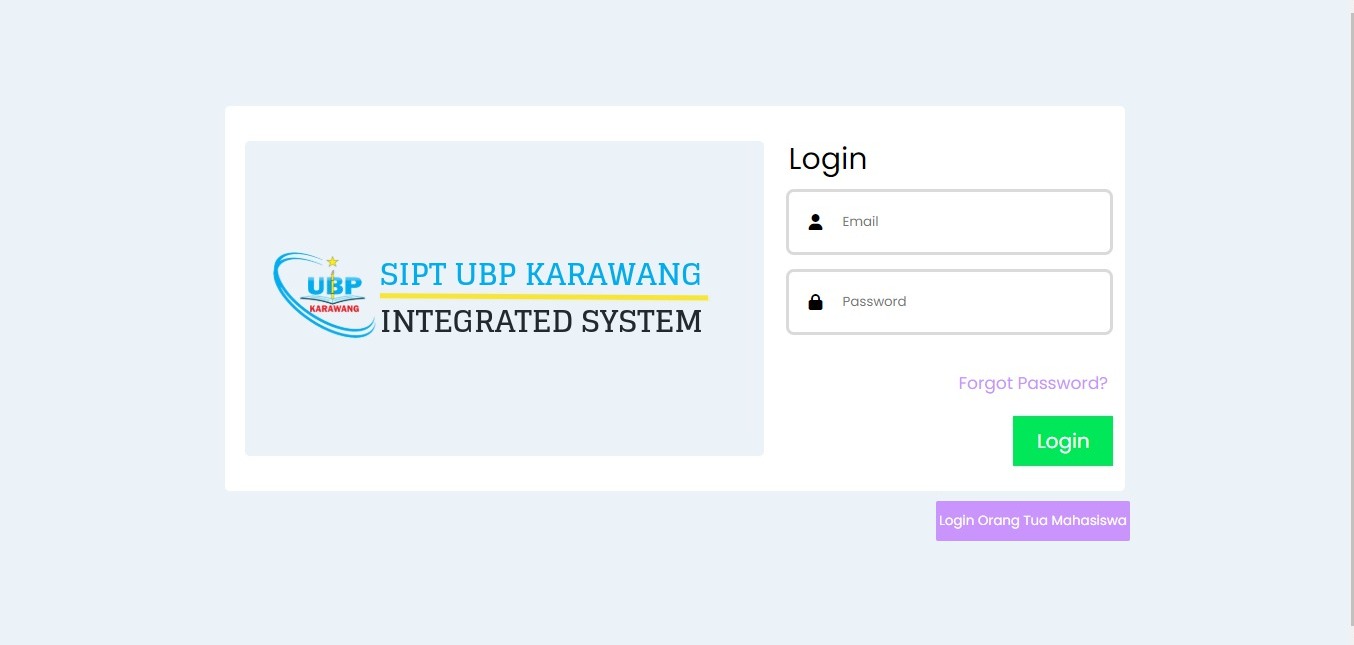 UBP
KARAWANG
SIPT UBP KARAWANG
INTEGRATED SYSTEM
Login
Email
Password
Forgot Password?
Login
Login Orang Tua Mahasiswa